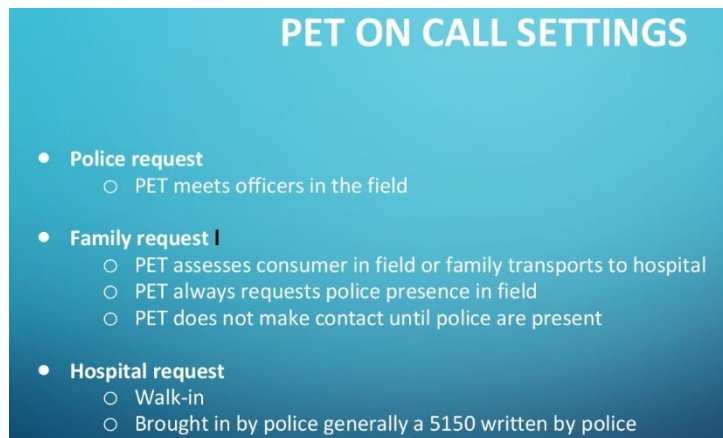 PET ON CALL SETTINGS
● Police request
○ PET meets officers in the field
● Family request
○ PET assesses consumer in field or family transports to hospital
○ PET always requests police presence in field
○ PET does not make contact until police are present
● Hospital request
○ Walk-in
○ Brought in by police generally a 5150 written by police